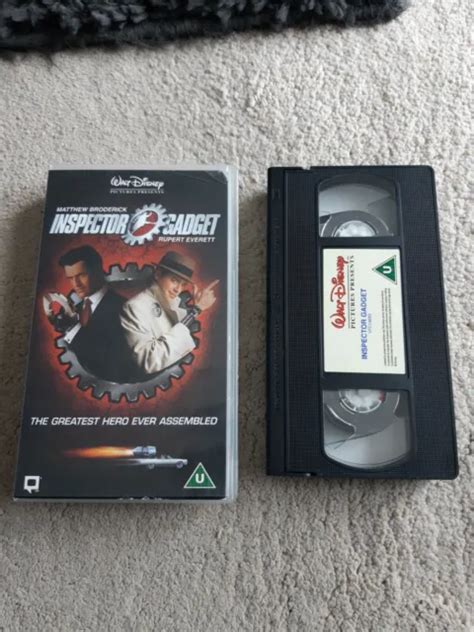 Walt Disney
PICTURES PRESENTS
MATTHEW BRODERICK
INSPECTOR GADGET
RUPERT EVERETT
THE GREATEST HERO EVER ASSEMBLED
U
Walt Disney
PICTURES PRESENTS
INSPECTOR GADGET
U